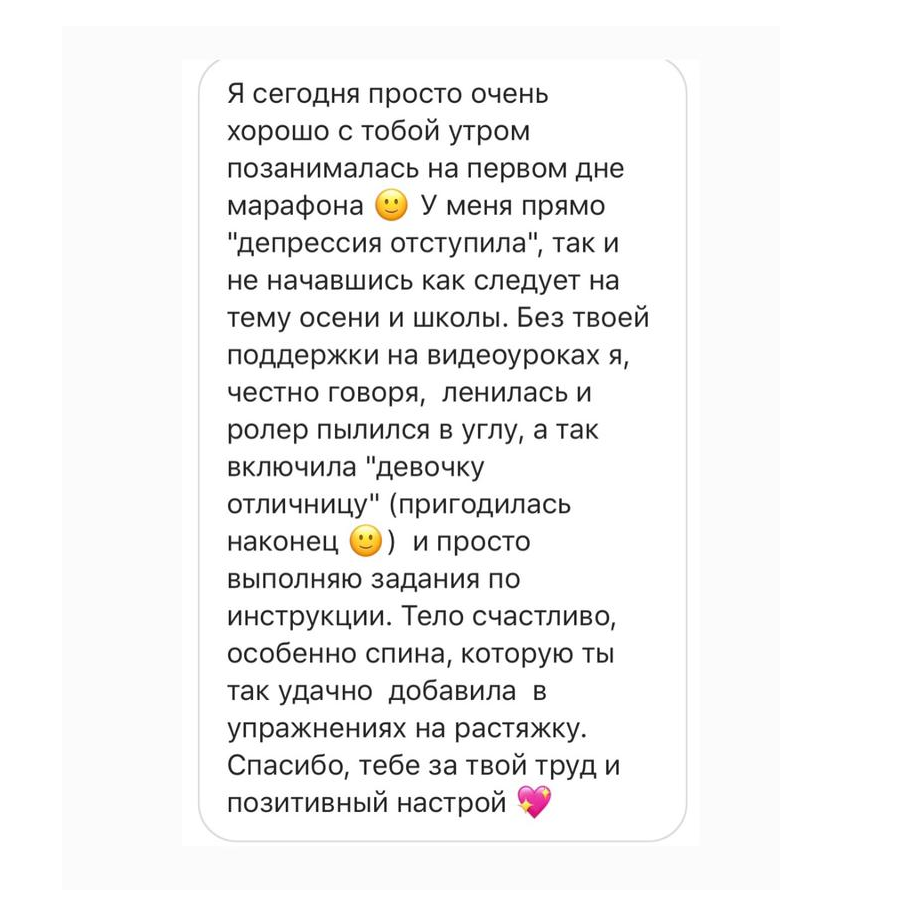 Я сегодня просто очень
хорошо с тобой утром
позанималась на первом дне
марафона 🙂 У меня прямо
"депрессия отступила", так и
не начавшись как следует на
тему осени и школы. Без твоей
поддержки на видеоуроках я,
честно говоря,  ленилась и
ролер пылился в углу, а так
включила "девочку
отличницу" (пригодилась
наконец 🙂)  и просто
выполняю задания по
инструкции. Тело счастливо,
особенно спина, которую ты
так удачно  добавила  в
упражнениях на растяжку.
Спасибо, тебе за твой труд и
позитивный настрой 💖